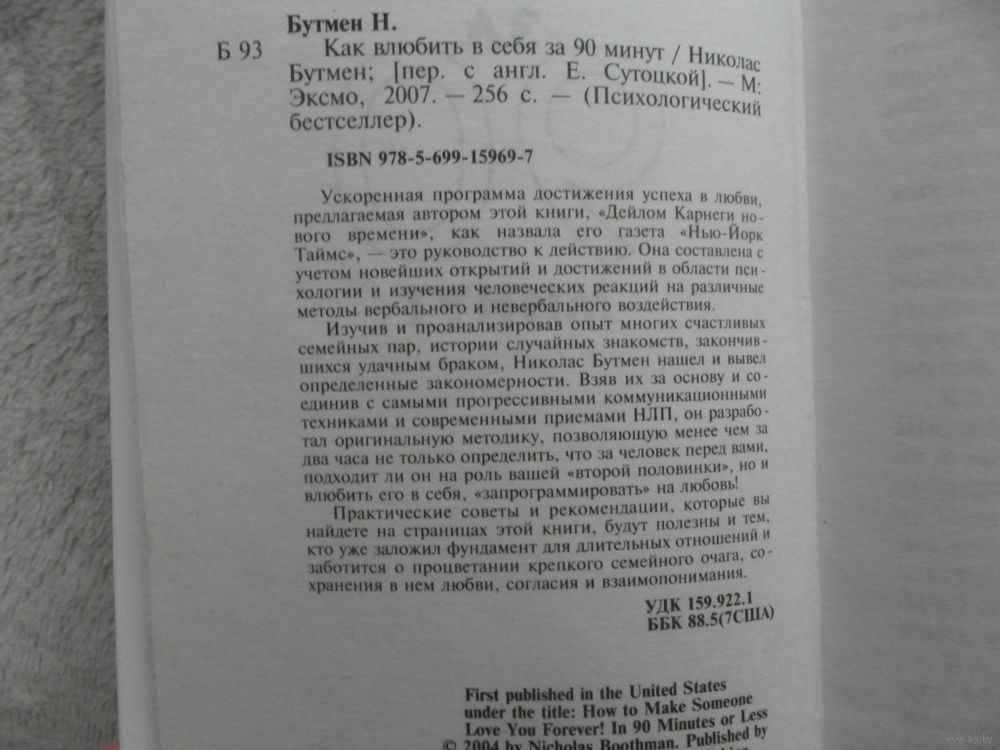 Бутмен Н.
Б 93 Как влюбить в себя за 90 минут / Николас
Бутмен; [пер. с англ. Е. Сутоцкой]. — М:
Эксмо, 2007. — 256 с. — (Психологический
бестселлер).
ISBN 978-5-699-15969-7
Ускоренная программа достижения успеха в любви,
предлагаемая автором этой книги, «Дейлом Карнеги но-
вого времени», как назвала его газета «Нью-Йорк
Таймс», — это руководство к действию. Она составлена с
учетом новейших открытий и достижений в области пси-
хологии и изучения человеческих реакций на различные
методы вербального и невербального воздействия.
Изучив и проанализировав опыт многих счастливых
семейных пар, истории случайных знакомств, закончив-
шихся удачным браком, Николас Бутмен нашел и вывел
определенные закономерности. Взяв их за основу и со-
единив с самыми прогрессивными коммуникационными
техниками и современными приемами НЛП, он разрабо-
тал оригинальную методику, позволяющую менее чем за
два часа не только определить, что за человек перед вами,
подходит ли он на роль вашей «второй половинки», но и
влюбить его в себя, «запрограммировать» на любовь!
Практические советы и рекомендации, которые вы
найдете на страницах этой книги, будут полезны и тем,
кто уже заложил фундамент для длительных отношений и
заботится о процветании крепкого семейного очага, со-
хранения в нем любви, согласия и взаимопонимания.
УДК 159.922.1
ББК 88.5(7США)
First published in the United States
under the title: How to Make Someone
Love You Forever! In 90 Minutes or Less
© 2004 by Nicholas Boothman. Published by
ay.by